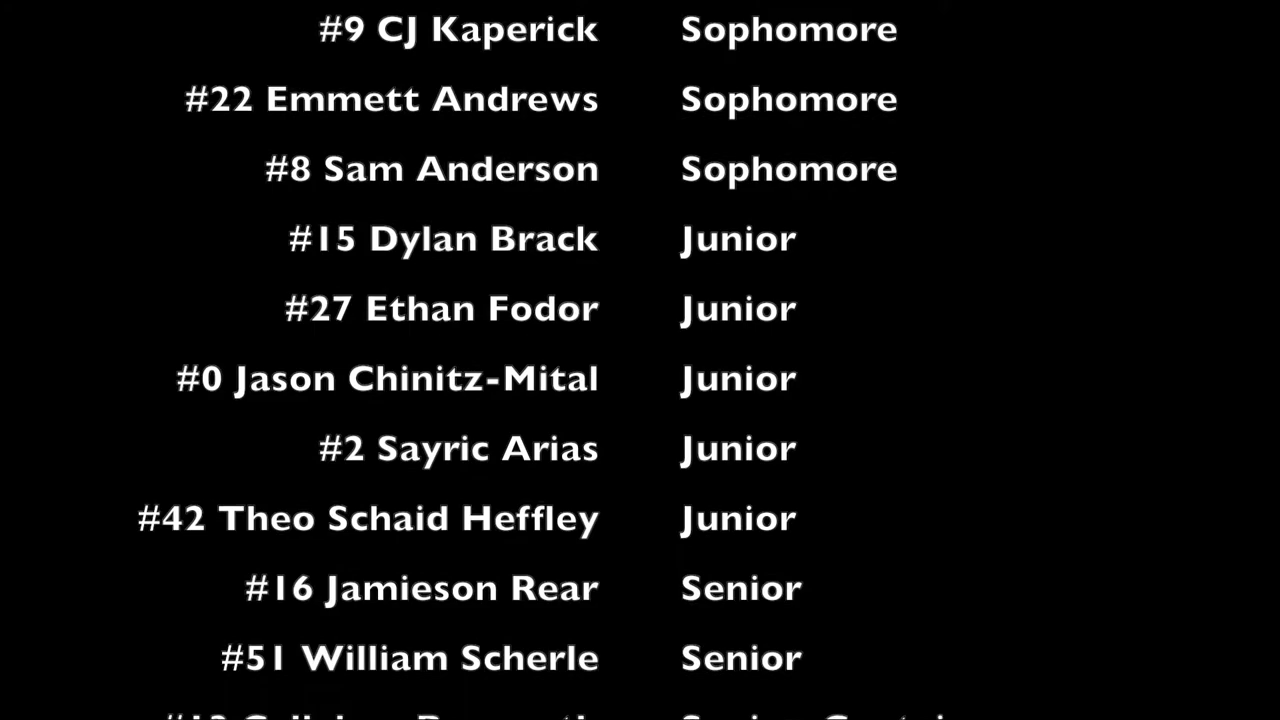 #9 CJ Kaperick Sophomore
#22 Emmett Andrews Sophomore
#8 Sam Anderson Sophomore
#15 Dylan Brack Junior
#27 Ethan Fodor Junior
#0 Jason Chinitz-Mital Junior
#2 Sayric Arias Junior
#42 Theo Schaid Heffley Junior
#16 Jamieson Rear Senior
#51 William Scherle Senior